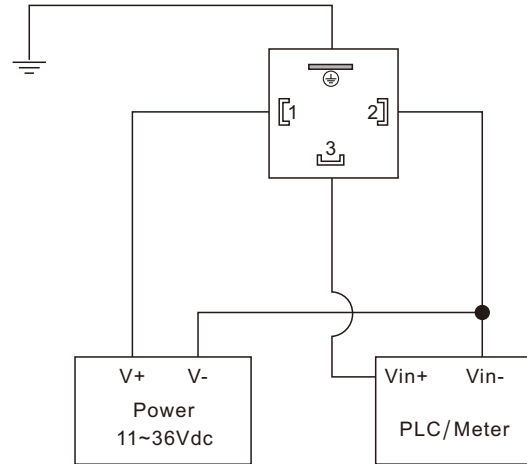 1
2
3
V+ V-
Power
11~36Vdc
Vin+ Vin-
PLC/Meter